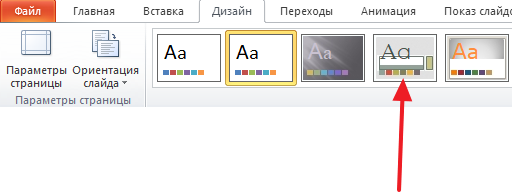 Файл Главная Вставка Дизайн Переходы Анимация Показ слайдо
Aa Aa Aa Aa Aa
Параметры страницы
Ориентация слайда
Параметры страницы